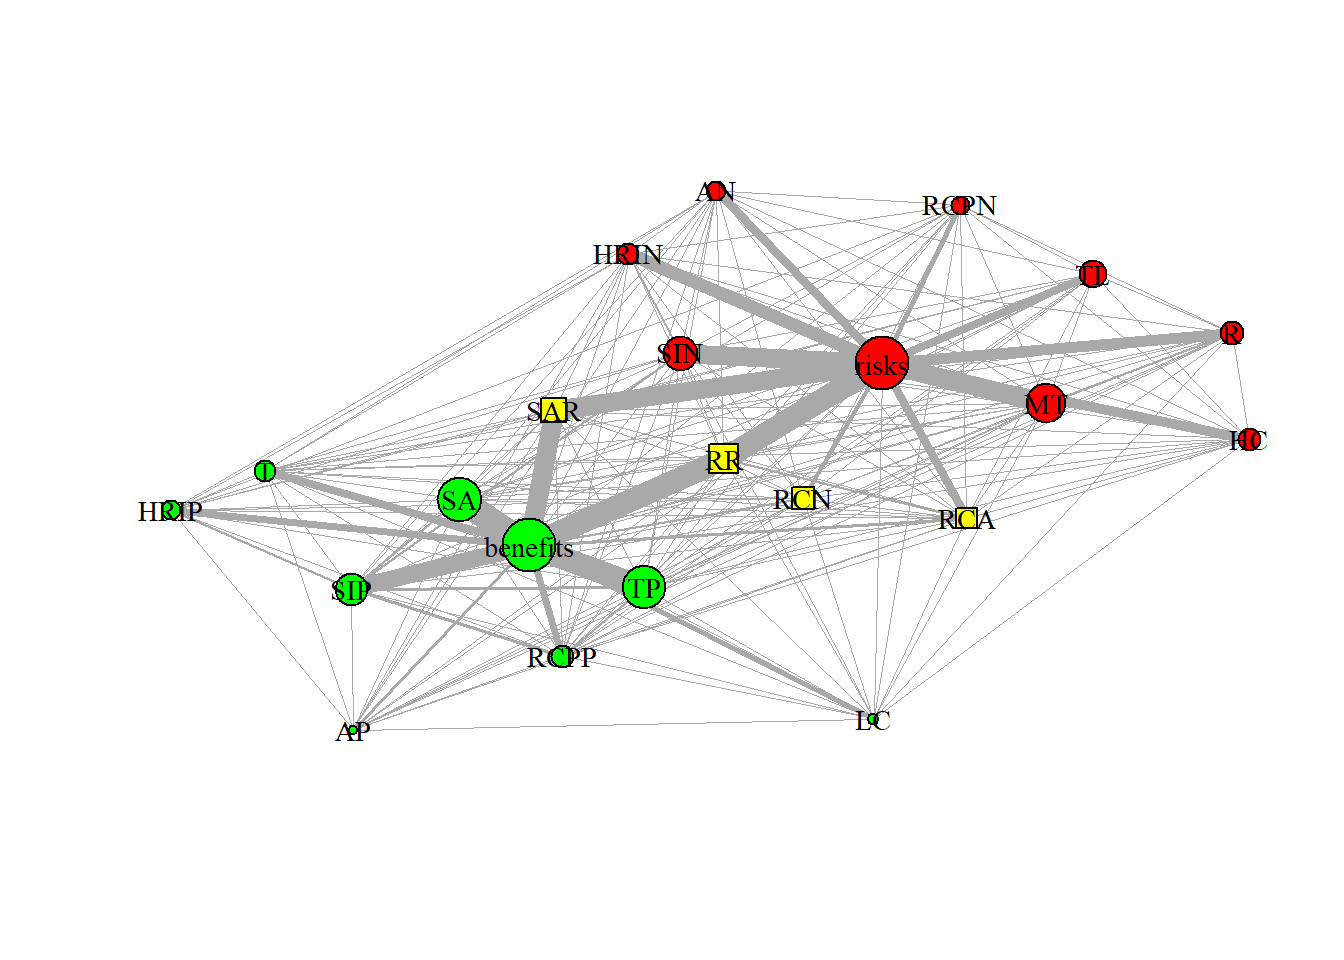 AN
RCPN
HRIN
TL
R
SIN
risks
MT
SAR
HC
RR
T
SA
RCN
HRIP
RCA
benefits
SIP
TP
RCPP
LC
AP